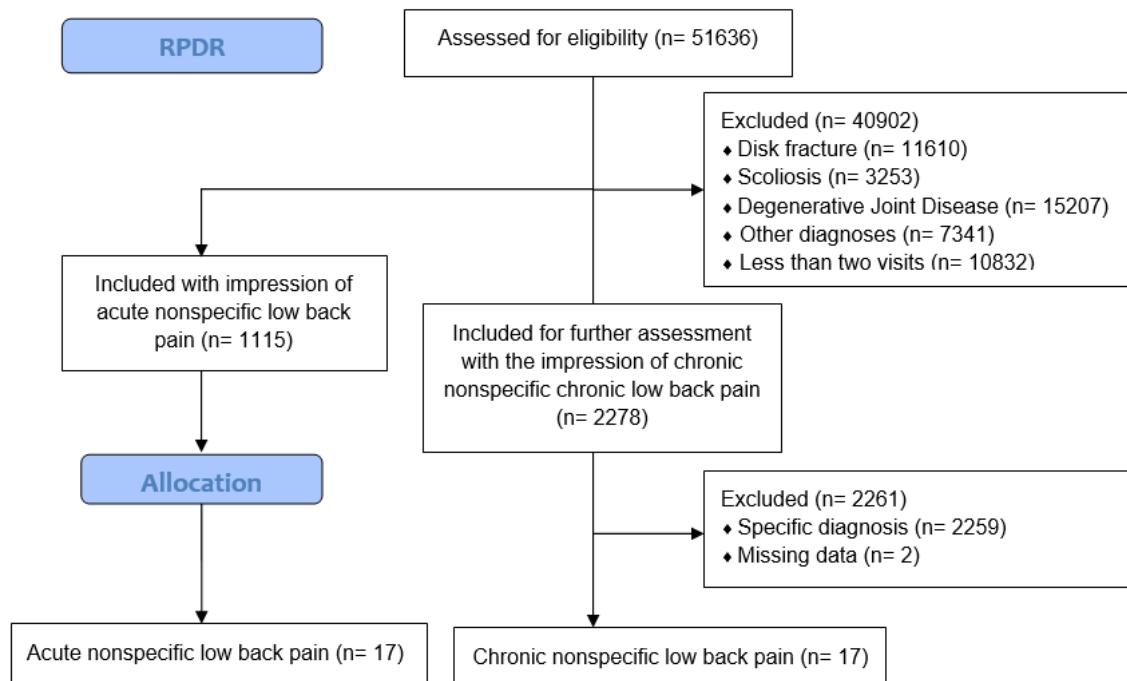 RPDR
Assessed for eligibility (n= 51636)
Excluded (n= 40902)
♦ Disk fracture (n= 11610)
♦ Scoliosis (n= 3253)
♦ Degenerative Joint Disease (n= 15207)
♦ Other diagnoses (n= 7341)
♦ Less than two visits (n= 10832)
Included with impression of
acute nonspecific low back
pain (n= 1115)
Included for further assessment
with the impression of chronic
nonspecific chronic low back pain
(n= 2278)
Allocation
Excluded (n= 2261)
♦ Specific diagnosis (n= 2259)
♦ Missing data (n= 2)
Acute nonspecific low back pain (n= 17)
Chronic nonspecific low back pain (n= 17)